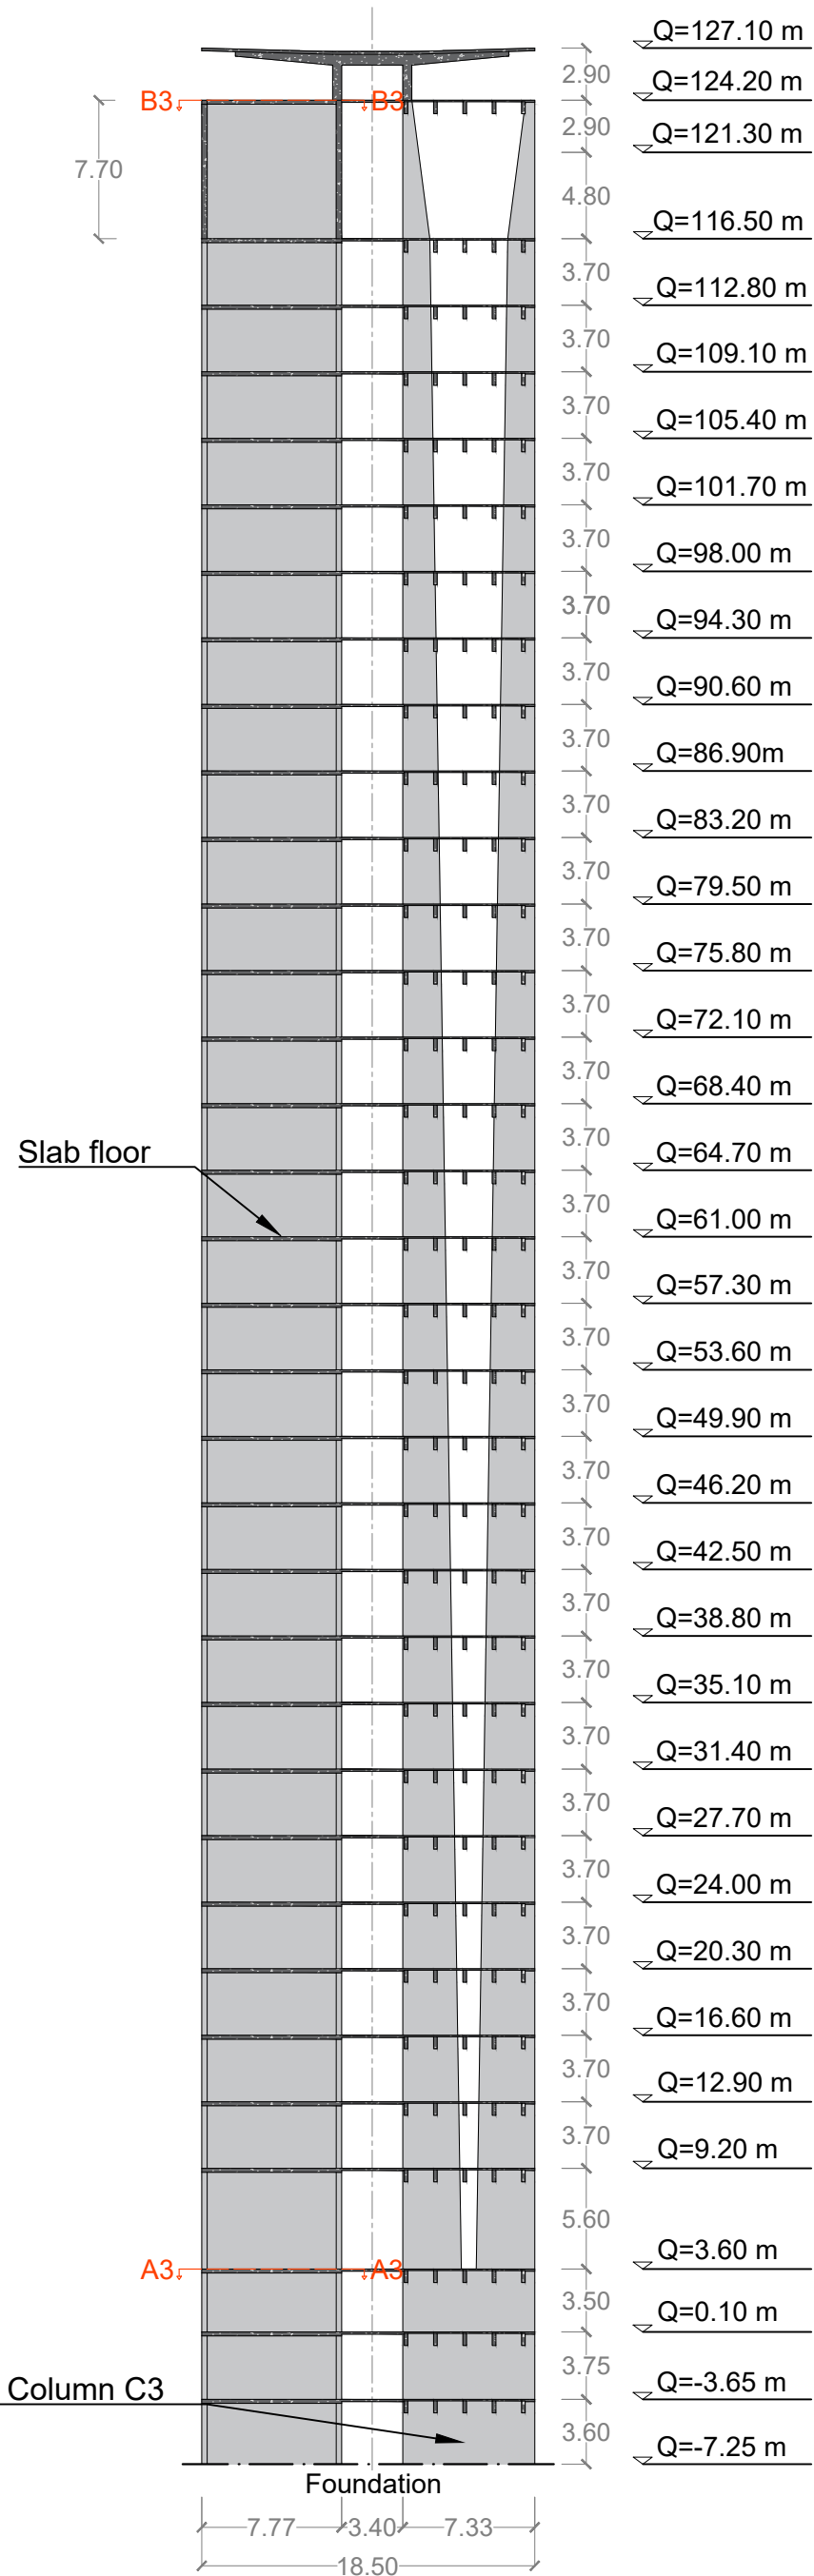 Q=127.10 m
2.90
Q=124.20 m
B3 B3
2.90
Q=121.30 m
7.70
4.80
Q=116.50 m
3.70
Q=112.80 m
3.70
Q=109.10 m
3.70
Q=105.40 m
3.70
Q=101.70 m
3.70
Q=98.00 m
3.70
Q=94.30 m
3.70
Q=90.60 m
3.70
Q=86.90m
3.70
Q=83.20 m
3.70
Q=79.50 m
3.70
Q=75.80 m
3.70
Q=72.10 m
3.70
Q=68.40 m
3.70
Slab floor
Q=64.70 m
3.70
Q=61.00 m
3.70
Q=57.30 m
3.70
Q=53.60 m
3.70
Q=49.90 m
3.70
Q=46.20 m
3.70
Q=42.50 m
3.70
Q=38.80 m
3.70
Q=35.10 m
3.70
Q=31.40 m
3.70
Q=27.70 m
3.70
Q=24.00 m
3.70
Q=20.30 m
3.70
Q=16.60 m
3.70
Q=12.90 m
3.70
Q=9.20 m
5.60
Q=3.60 m
A3 A3
3.50
Q=0.10 m
3.75
Q=-3.65 m
Column C3
3.60
Q=-7.25 m
Foundation
7.77 3.40 7.33
18.50